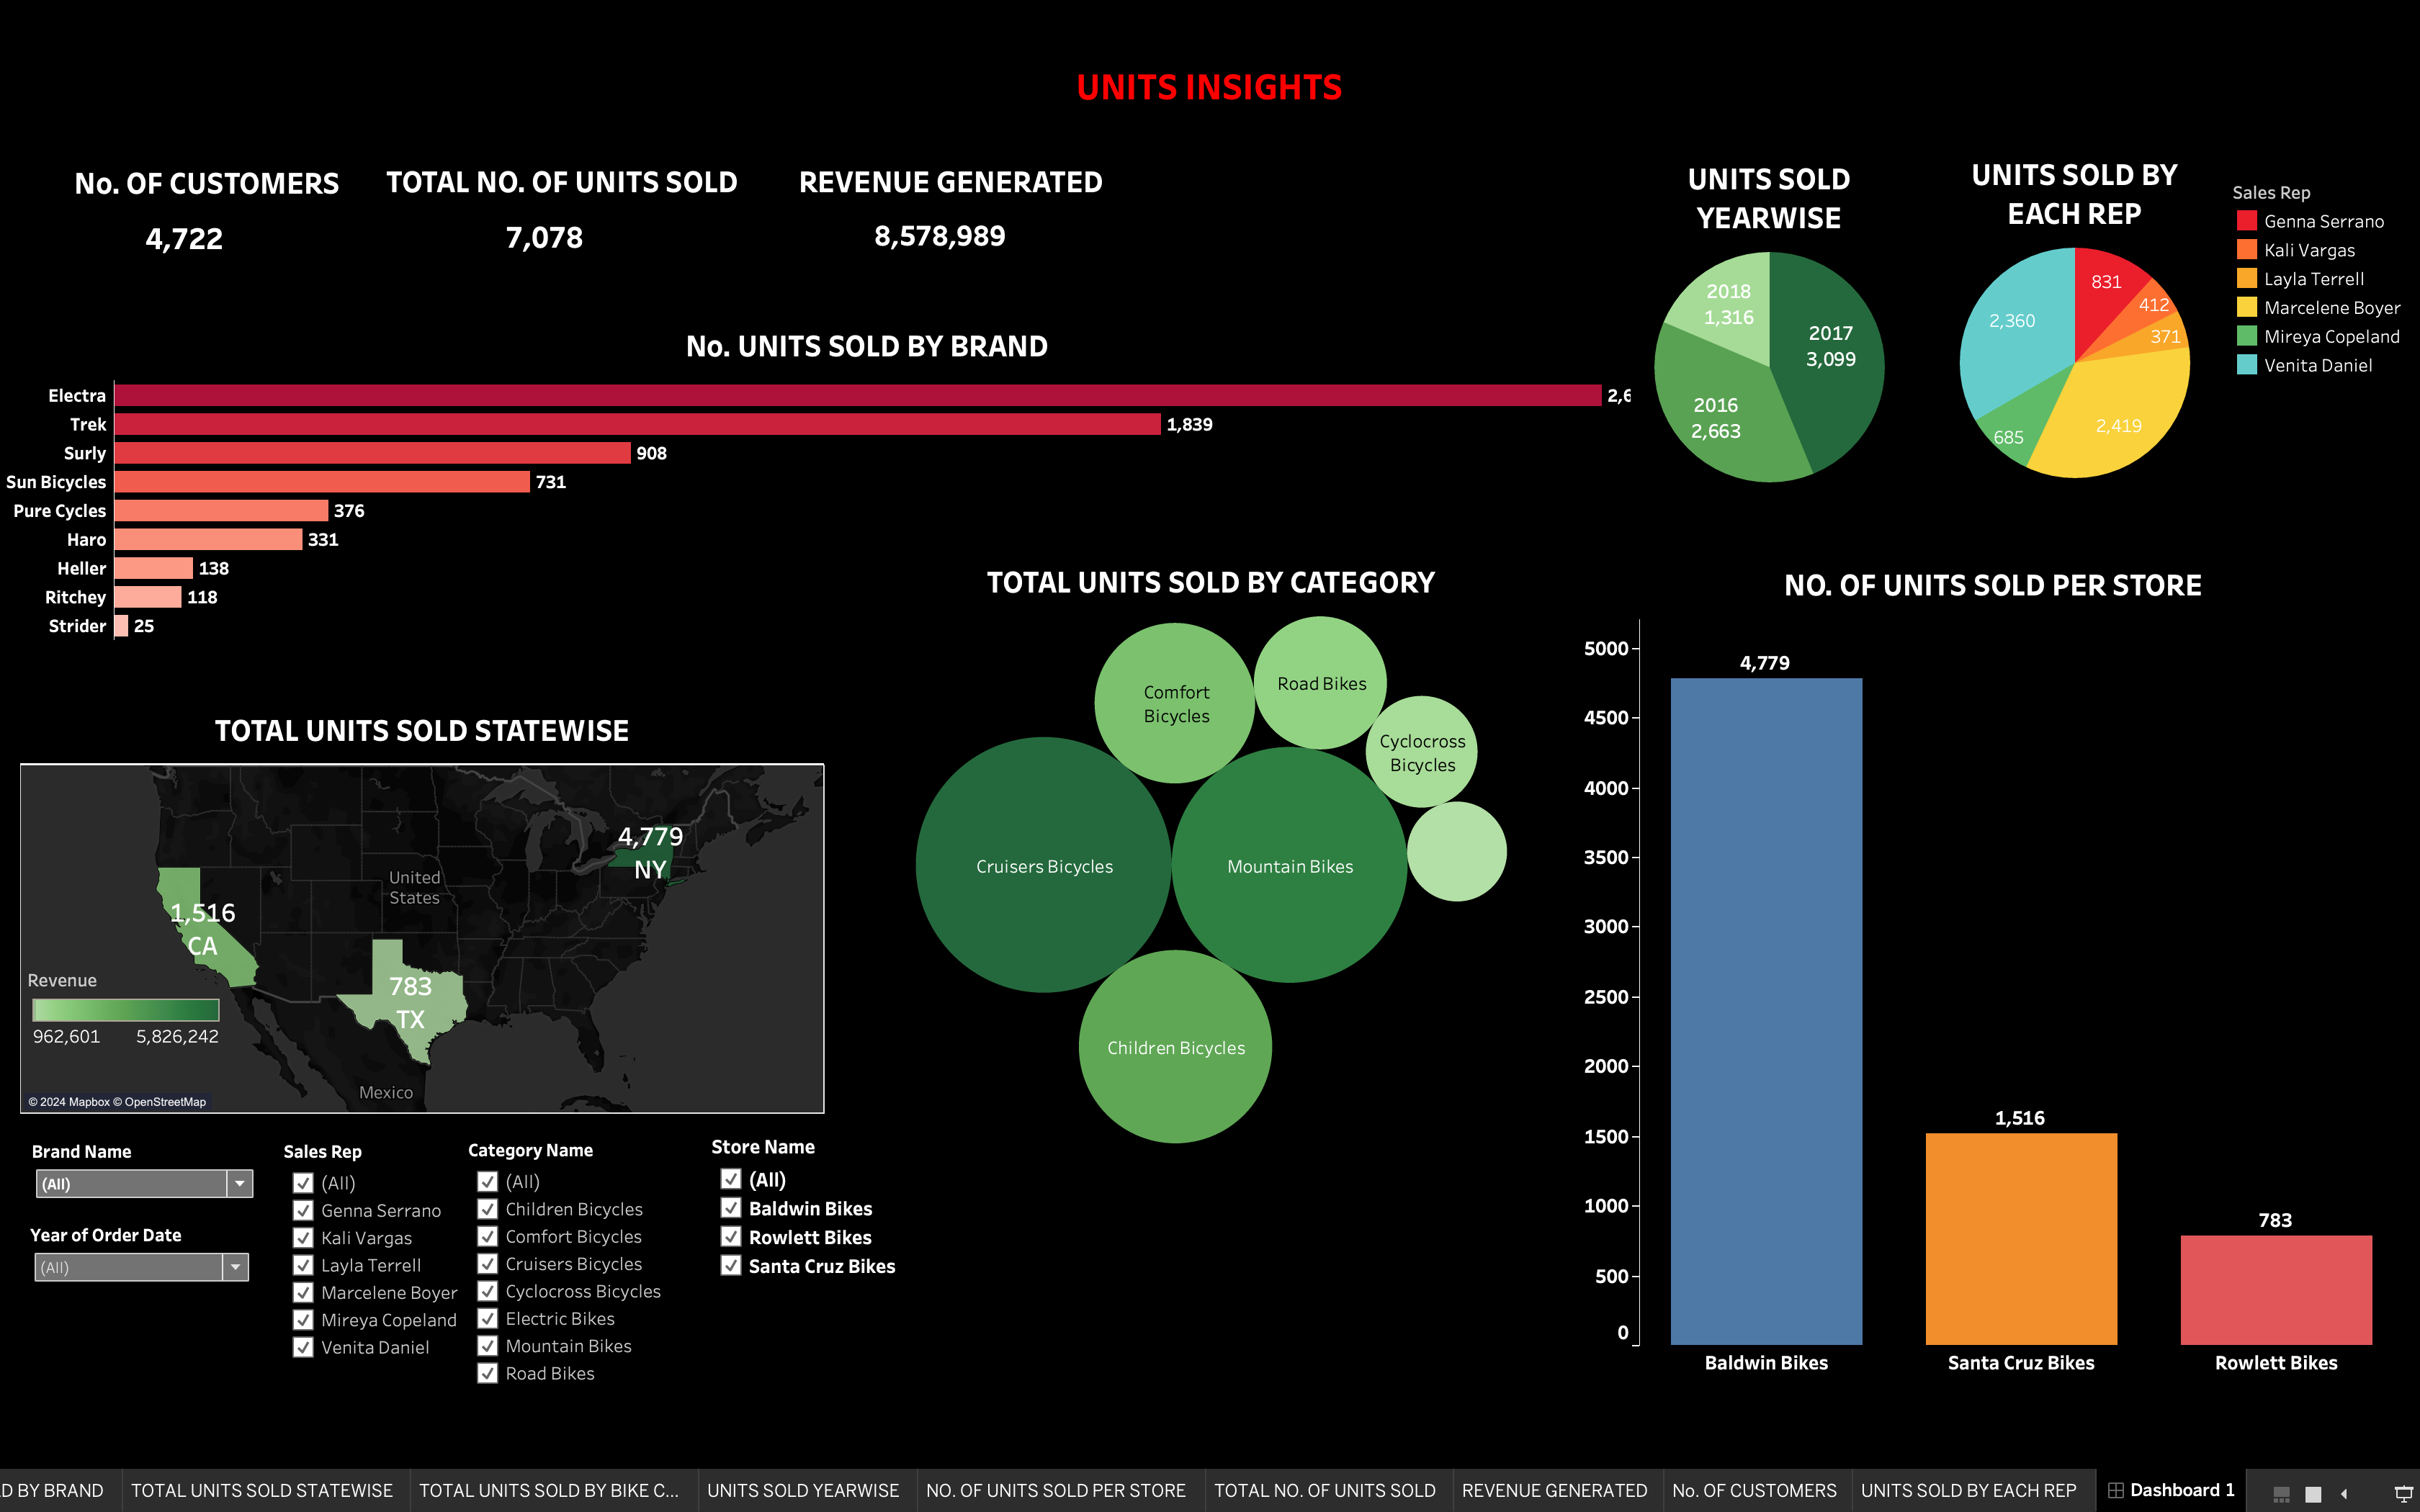 UNITS INSIGHTS
No. OF CUSTOMERS
4,722
TOTAL NO. OF UNITS SOLD
7,078
REVENUE GENERATED
8,578,989
UNITS SOLD
YEARWISE
2018
1,316
2017
3,099
2016
2,663
UNITS SOLD BY
EACH REP
831
412
371
2,419
685
2,360
Sales Rep
Genna Serrano
Kali Vargas
Layla Terrell
Marcelene Boyer
Mireya Copeland
Venita Daniel
No. UNITS SOLD BY BRAND
Electra
Trek 1,839
Surly 908
Sun Bicycles 731
Pure Cycles 376
Haro 331
Heller 138
Ritchey 118
Strider 25
TOTAL UNITS SOLD STATEWISE
4,779
NY
United
States
1,516
CA
783
TX
Revenue
962,601 5,826,242
Mexico
© 2024 Mapbox © OpenStreetMap
TOTAL UNITS SOLD BY CATEGORY
Comfort
Bicycles
Road Bikes
Cyclocross
Bicycles
Cruisers Bicycles
Mountain Bikes
Children Bicycles
NO. OF UNITS SOLD PER STORE
5000
4500
4000
3500
3000
2500
2000
1500
1000
500
0
4,779
1,516
783
Baldwin Bikes
Santa Cruz Bikes
Rowlett Bikes
Brand Name
(All)
Year of Order Date
(All)
Sales Rep
(All)
Genna Serrano
Kali Vargas
Layla Terrell
Marcelene Boyer
Mireya Copeland
Venita Daniel
Category Name
(All)
Children Bicycles
Comfort Bicycles
Cruisers Bicycles
Cyclocross Bicycles
Electric Bikes
Mountain Bikes
Road Bikes
Store Name
(All)
Baldwin Bikes
Rowlett Bikes
Santa Cruz Bikes
D BY BRAND
TOTAL UNITS SOLD STATEWISE
TOTAL UNITS SOLD BY BIKE C...
UNITS SOLD YEARWISE
NO. OF UNITS SOLD PER STORE
TOTAL NO. OF UNITS SOLD
REVENUE GENERATED
No. OF CUSTOMERS
UNITS SOLD BY EACH REP
Dashboard 1